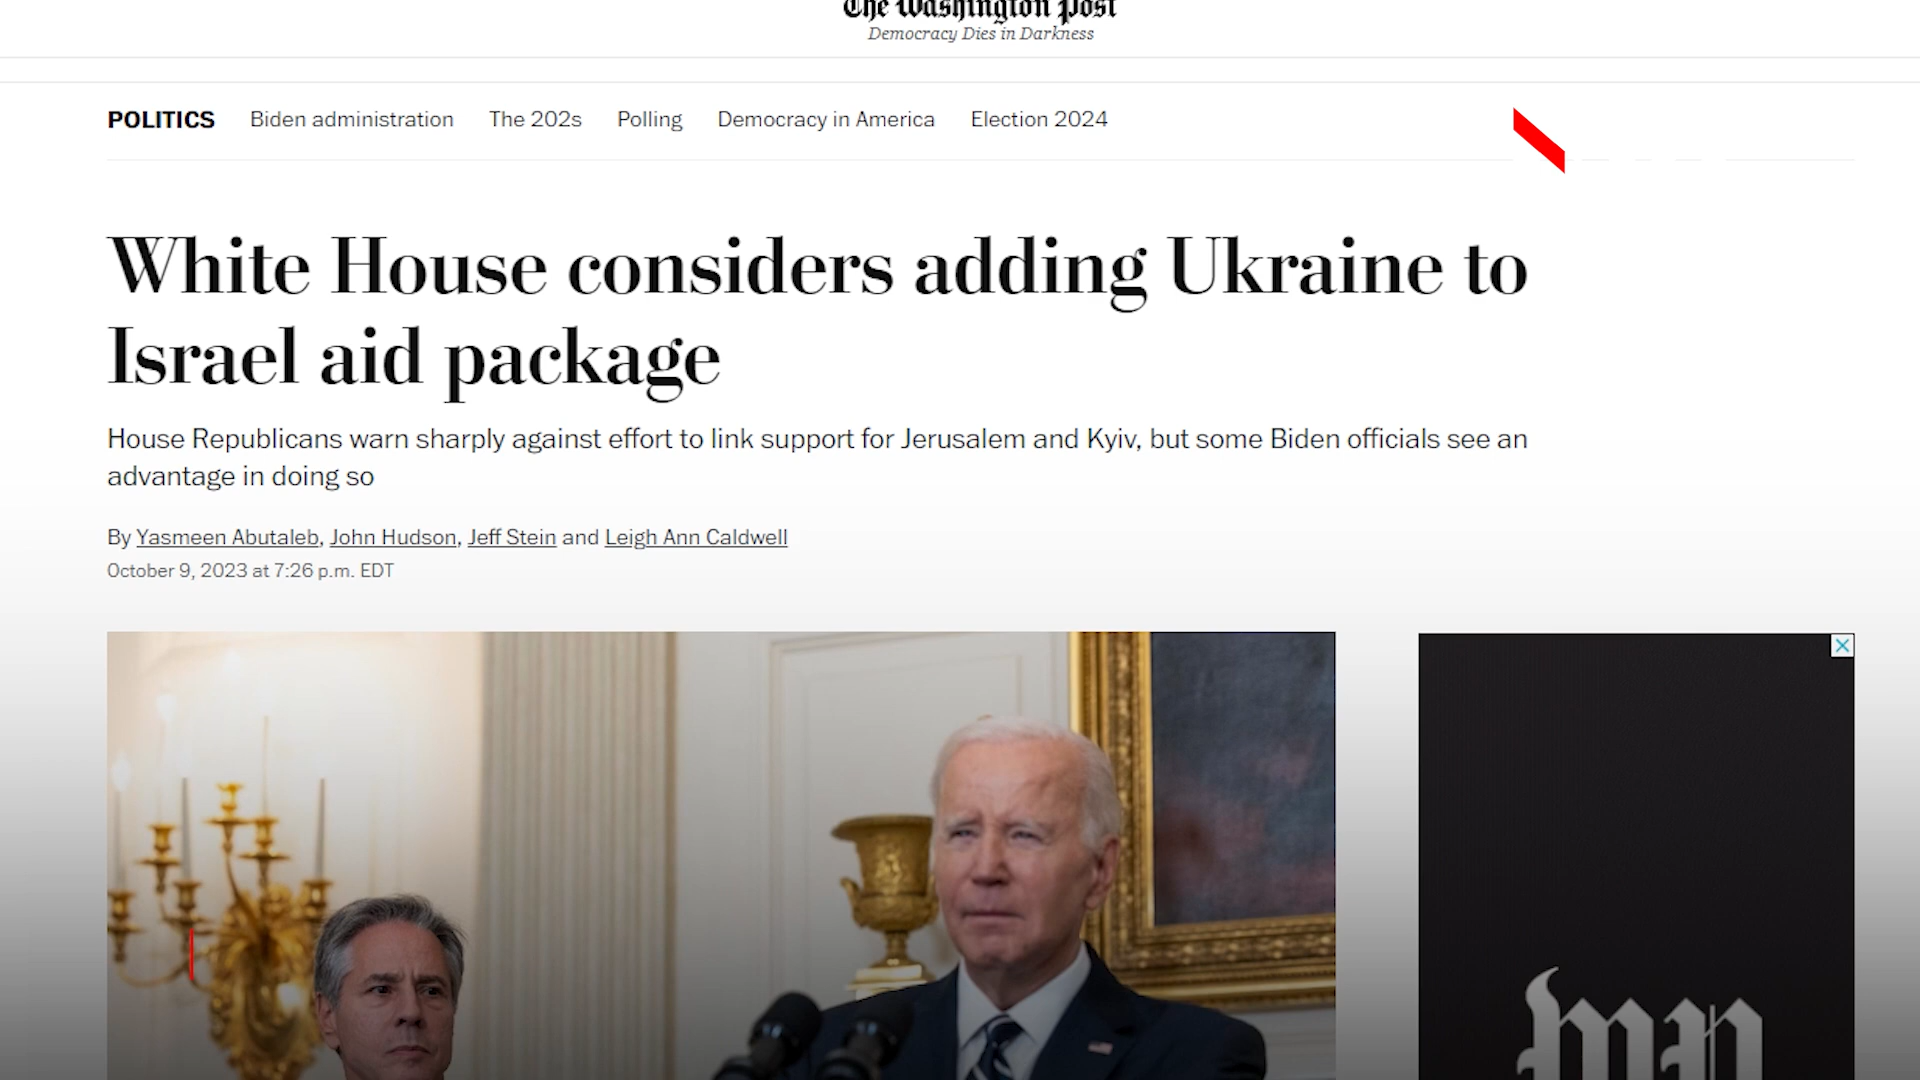 The Washington Post
Democracy Dies in Darkness
POLITICS Biden administration The 202s Polling Democracy in America Election 2024
White House considers adding Ukraine to
Israel aid package
House Republicans warn sharply against effort to link support for Jerusalem and Kyiv, but some Biden officials see an
advantage in doing so
By Yasmeen Abutaleb, John Hudson, Jeff Stein and Leigh Ann Caldwell
October 9, 2023 at 7:26 p.m. EDT
wp